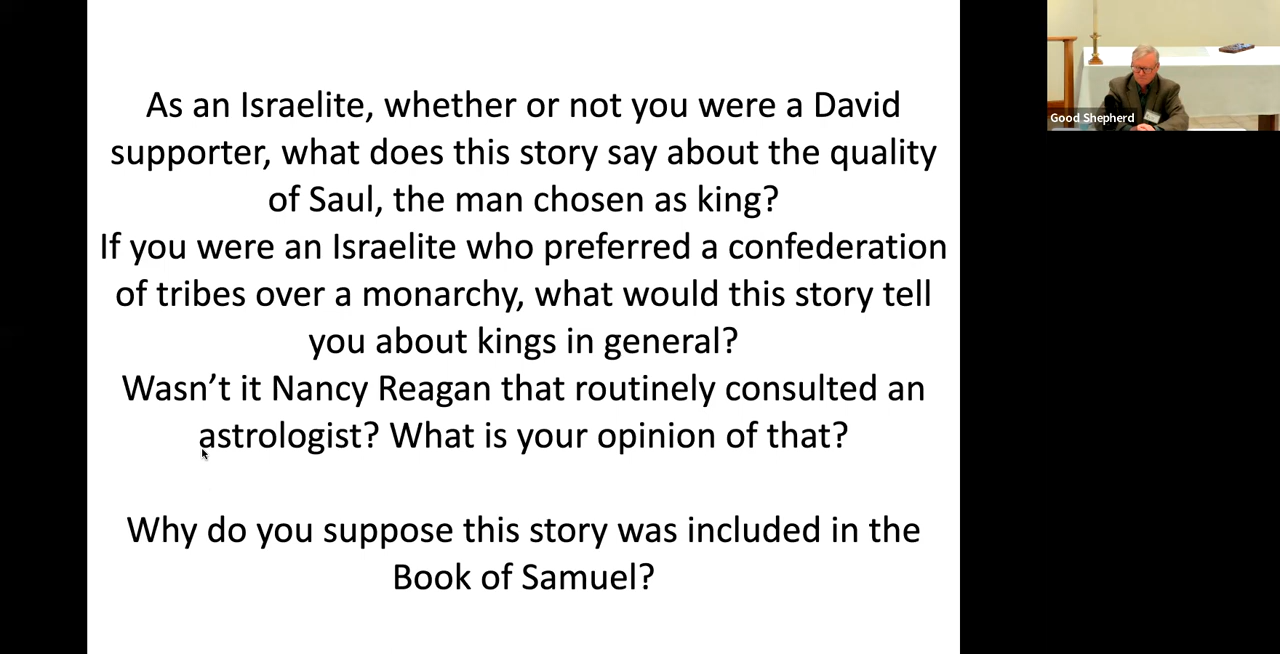 As an Israelite, whether or not you were a David
supporter, what does this story say about the quality
of Saul, the man chosen as king?
If you were an Israelite who preferred a confederation
of tribes over a monarchy, what would this story tell
you about kings in general?
Wasn’t it Nancy Reagan that routinely consulted an
astrologist? What is your opinion of that?
Why do you suppose this story was included in the
Book of Samuel?
Good Shepherd